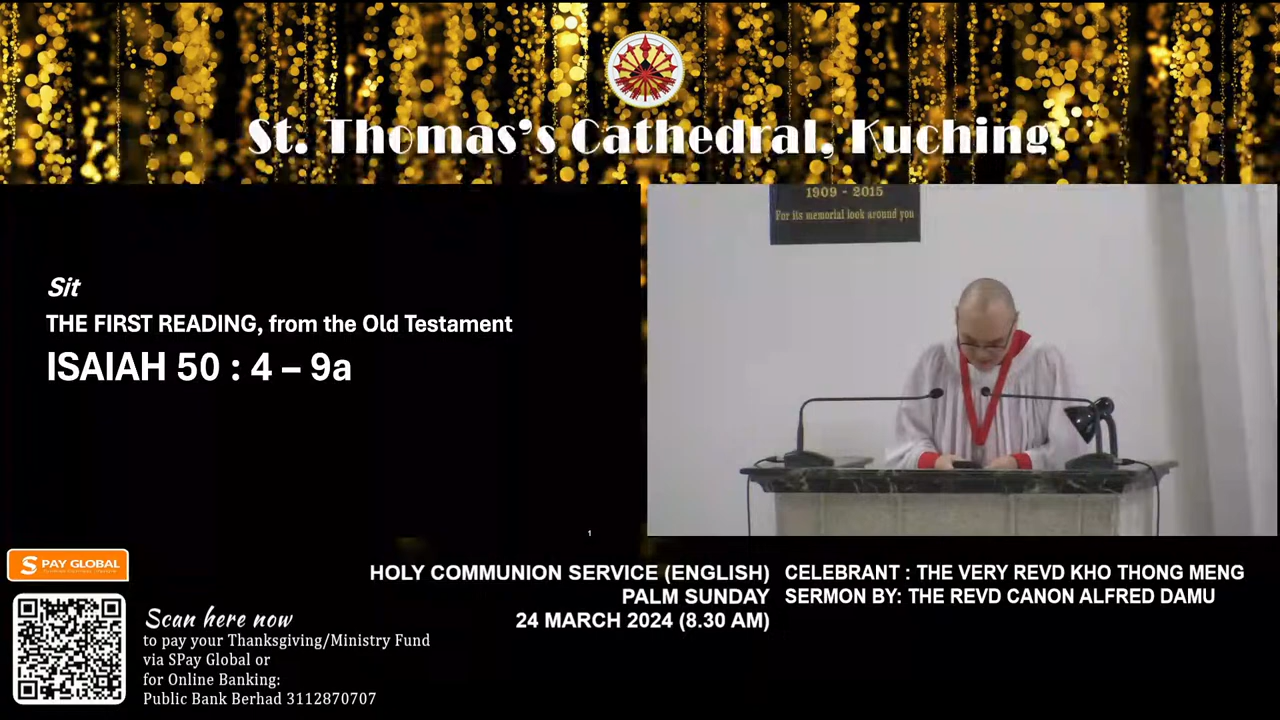 St. Thomas's Cathedral, Kuching
1909 - 2015
For its memorial look around you
Sit
THE FIRST READING, from the Old Testament
ISAIAH 50 : 4 – 9a
1
S PAY GLOBAL
Scan here now
to pay your Thanksgiving/Ministry Fund
via SPay Global or
for Online Banking:
Public Bank Berhad 3112870707
HOLY COMMUNION SERVICE (ENGLISH)
PALM SUNDAY
24 MARCH 2024 (8.30 AM)
CELEBRANT : THE VERY REVD KHO THONG MENG
SERMON BY: THE REVD CANON ALFRED DAMU